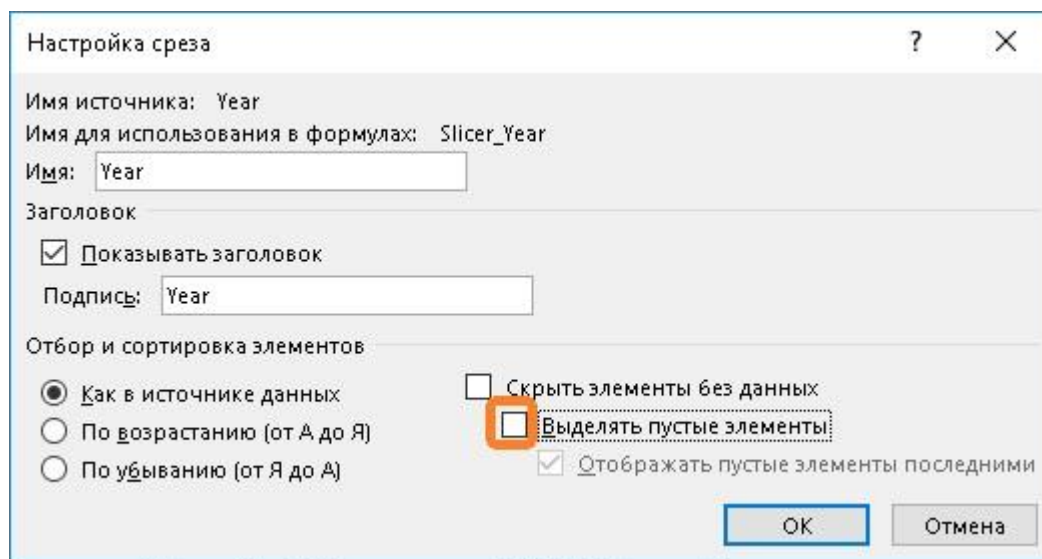 Настройка среза ?
Имя источника: Year
Имя для использования в формулах: Slicer_Year
Имя: Year
Заголовок
Показывать заголовок
Подпись: Year
Отбор и сортировка элементов
Как в источнике данных
Скрыть элементы без данных
По возрастанию (от А до Я)
Выделять пустые элементы
По убыванию (от Я до А)
Отображать пустые элементы последними
ОК Отмена